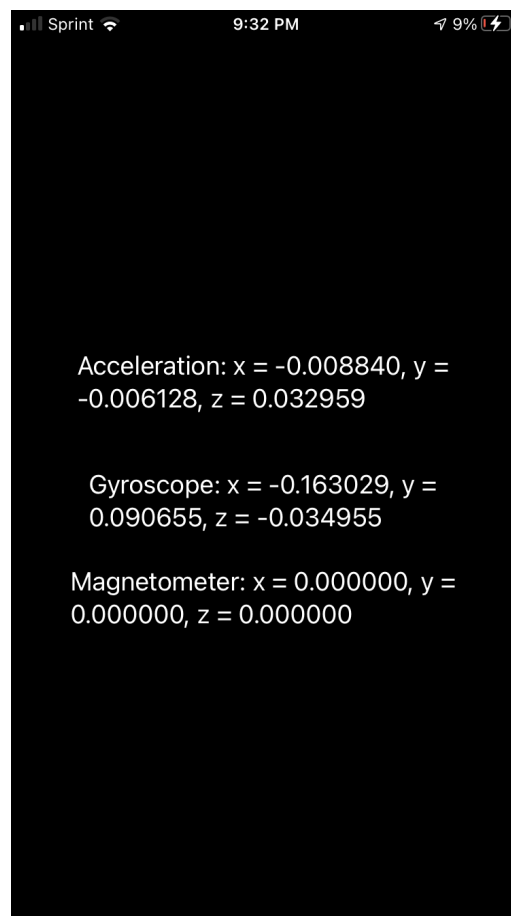 Sprint 9:32 PM 9%
Acceleration: x = -0.008840, y =
-0.006128, z = 0.032959
Gyroscope: x = -0.163029, y =
0.090655, z = -0.034955
Magnetometer: x = 0.000000, y =
0.000000, z = 0.000000